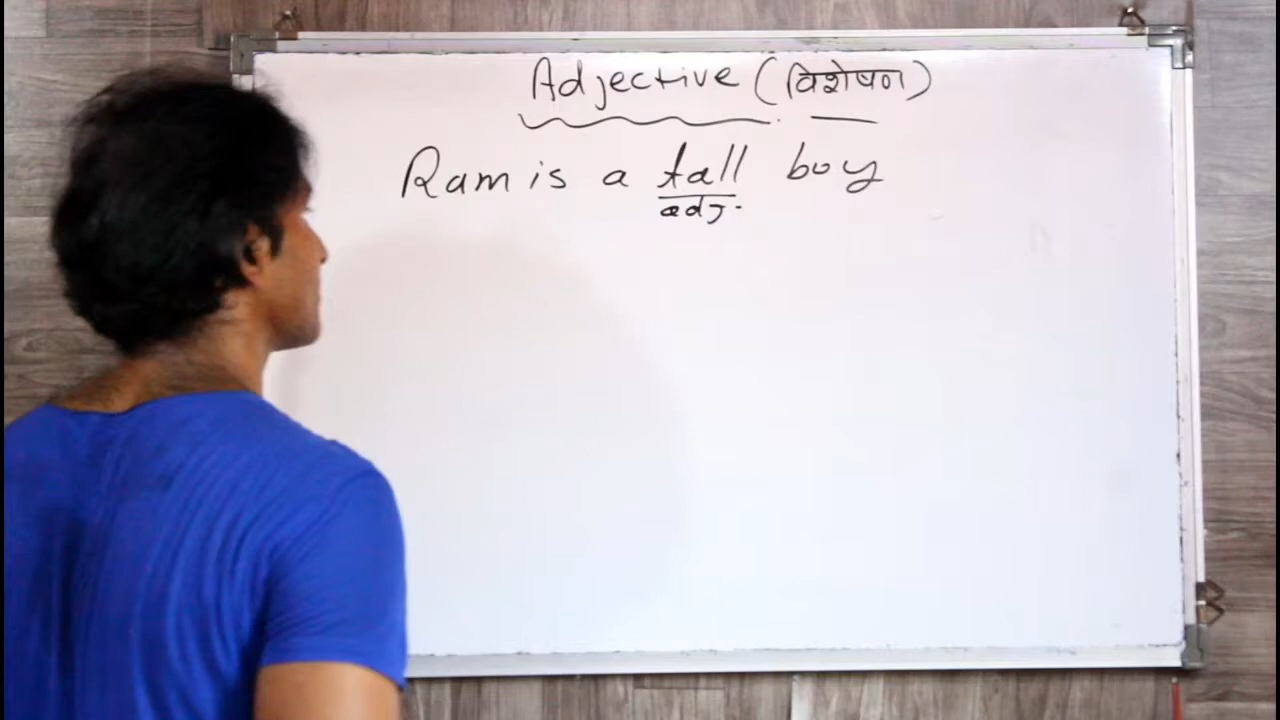 Adjective (विशेषण)
Ram is a tall boy
adj.